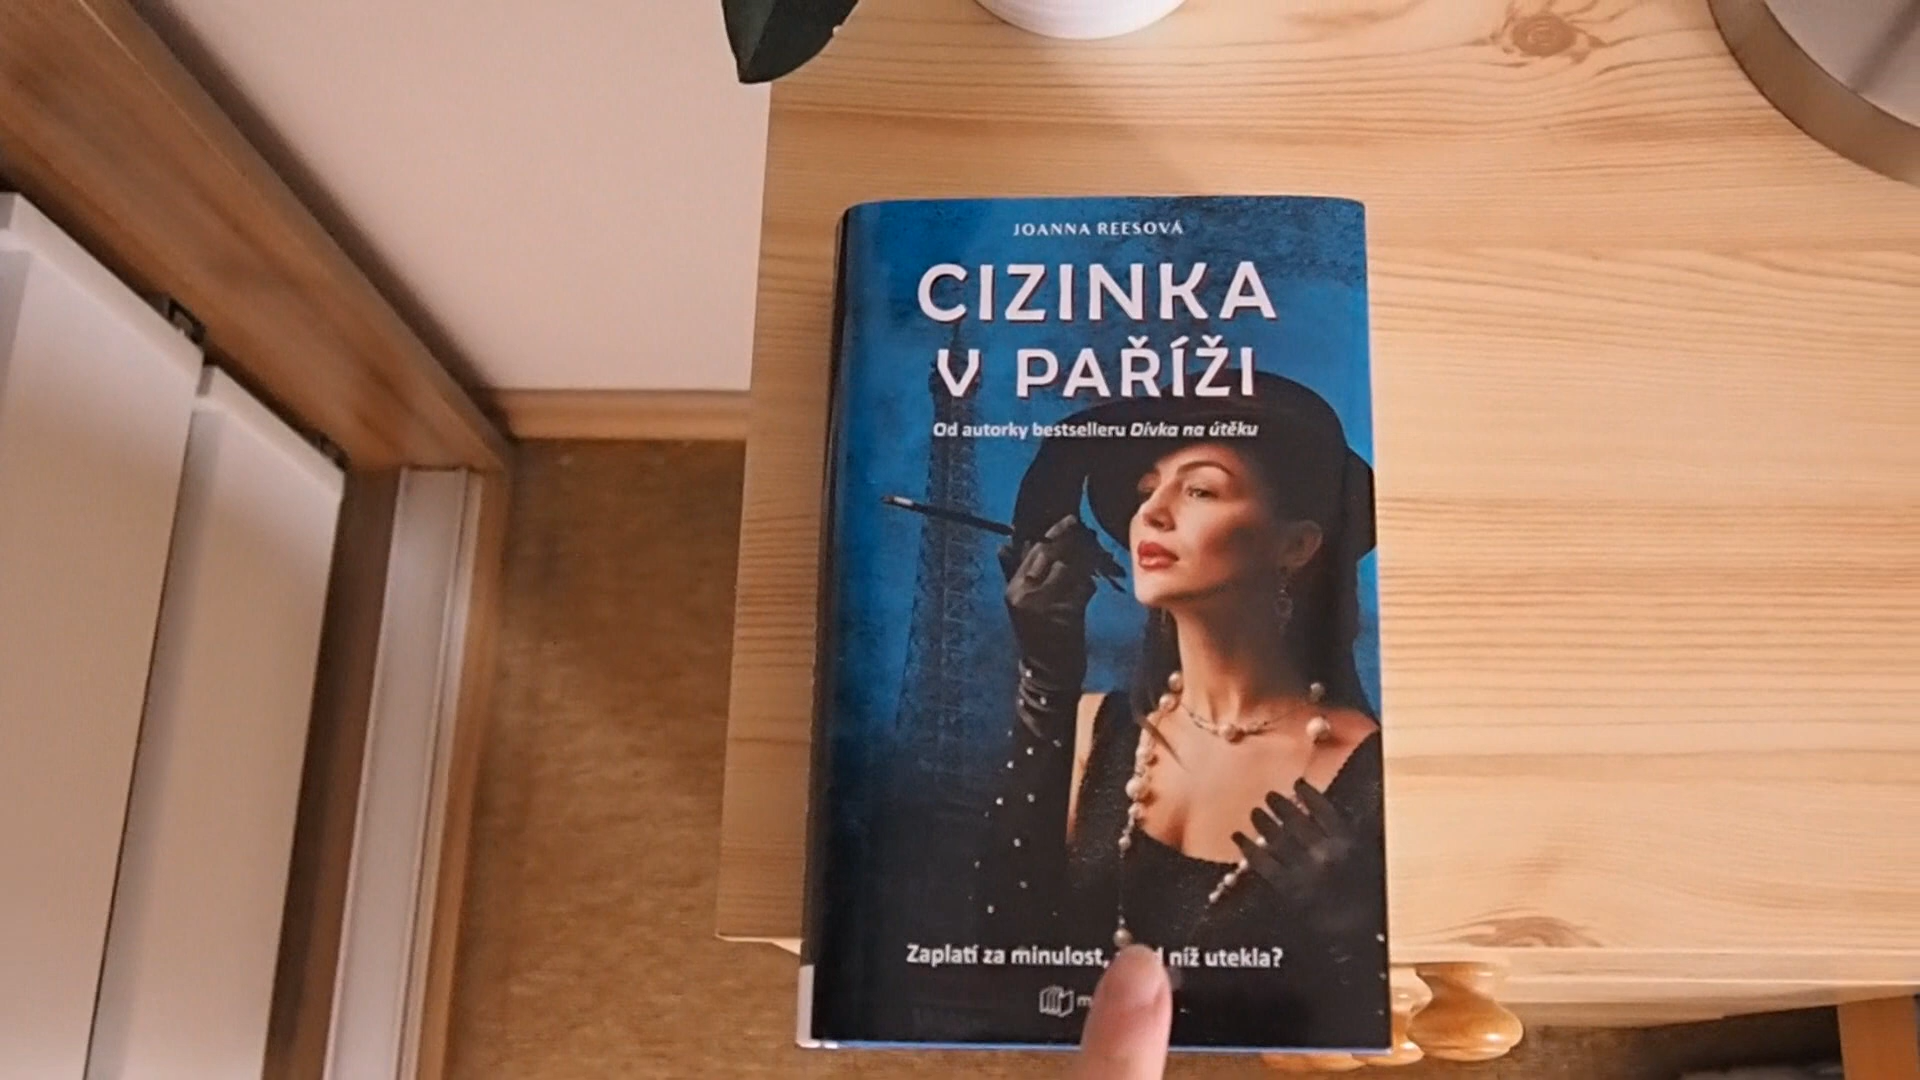 JOANNA REESOVÁ
CIZINKA
V PAŘÍŽI
Od autorky bestselleru Dívka na útěku
Zaplatí za minulost, níž utekla?